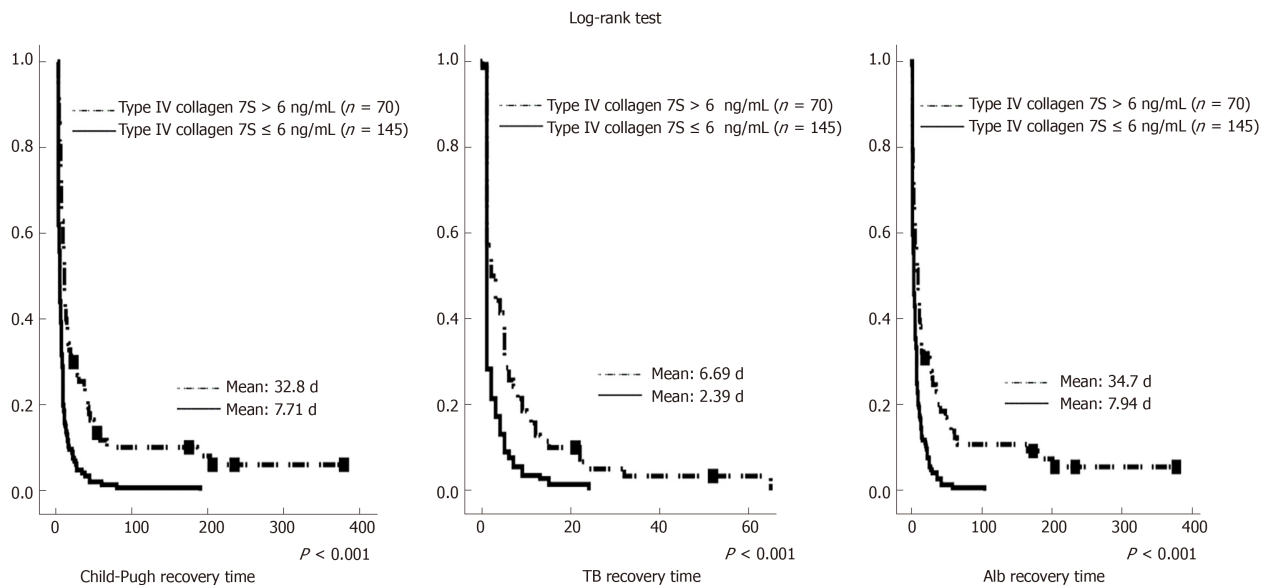 Log-rank test
1.0
0.8
0.6
0.4
0.2
0.0
Type IV collagen 7S > 6 ng/mL (n = 70)
Type IV collagen 7S ≤ 6 ng/mL (n = 145)
Mean: 32.8 d
Mean: 7.71 d
0 100 200 300 400
P < 0.001
Child-Pugh recovery time
1.0
0.8
0.6
0.4
0.2
0.0
Type IV collagen 7S > 6 ng/mL (n = 70)
Type IV collagen 7S ≤ 6 ng/mL (n = 145)
Mean: 6.69 d
Mean: 2.39 d
0 20 40 60
P < 0.001
TB recovery time
1.0
0.8
0.6
0.4
0.2
0.0
Type IV collagen 7S > 6 ng/mL (n = 70)
Type IV collagen 7S ≤ 6 ng/mL (n = 145)
Mean: 34.7 d
Mean: 7.94 d
0 100 200 300 400
P < 0.001
Alb recovery time